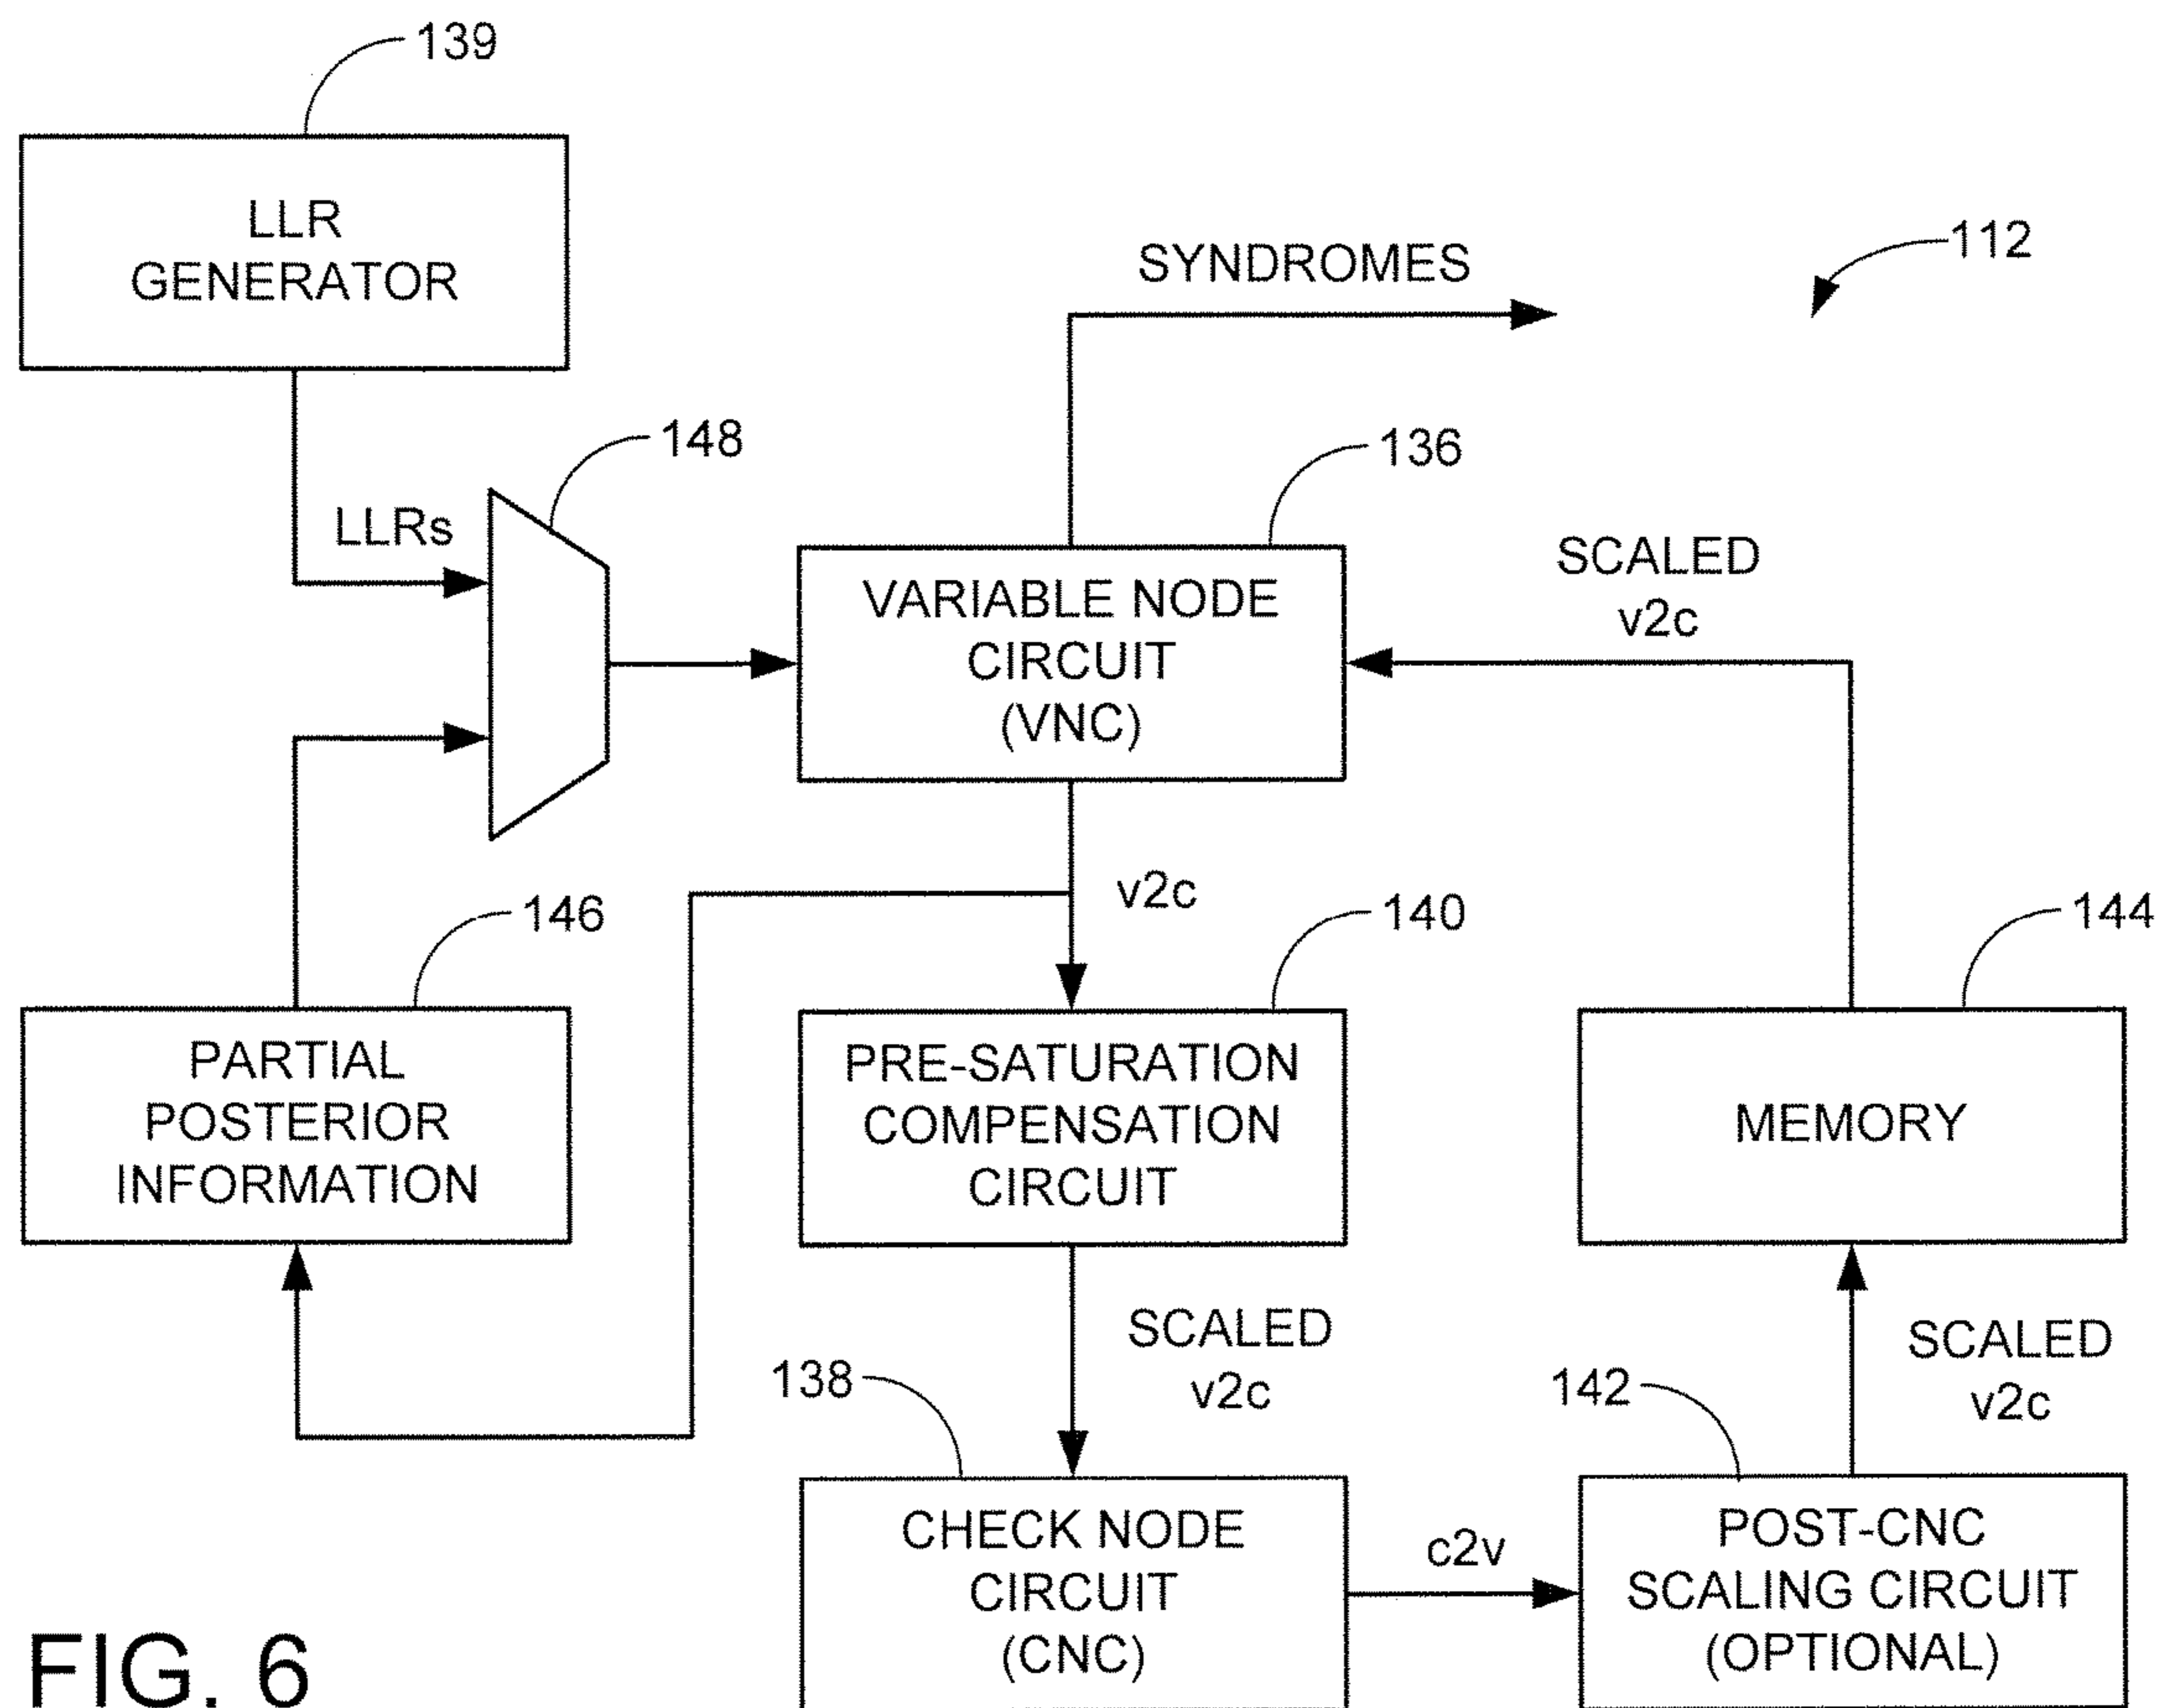 139
LLR
GENERATOR
SYNDROMES
112
148
136
LLRs
SCALED
v2c
VARIABLE NODE
CIRCUIT
(VNC)
v2c
146
140
144
PARTIAL
POSTERIOR
INFORMATION
PRE-SATURATION
COMPENSATION
CIRCUIT
MEMORY
SCALED
v2c
SCALED
v2c
138
142
CHECK NODE
CIRCUIT
(CNC)
c2v
POST-CNC
SCALING CIRCUIT
(OPTIONAL)
FIG. 6